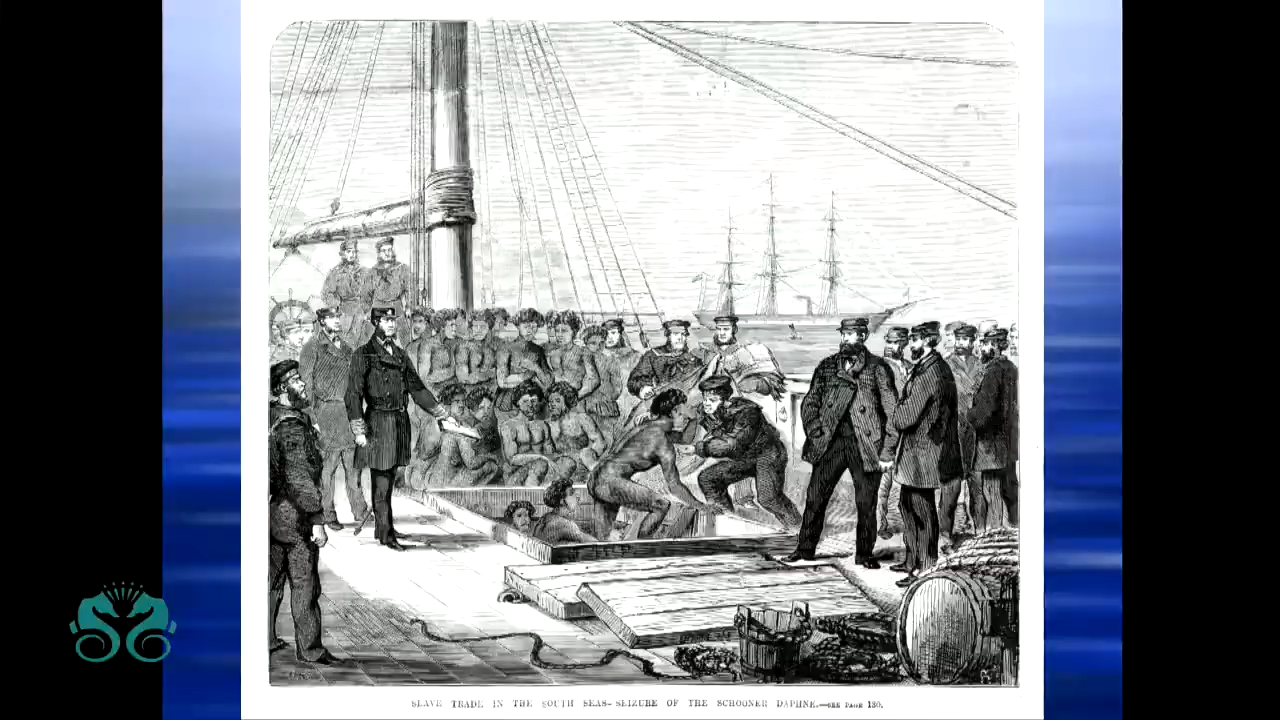 SLAVE TRADE IN THE SOUTH SEAS—SEIZURE OF THE SCHOONER DAPHNE.—SEE PAGE 130.